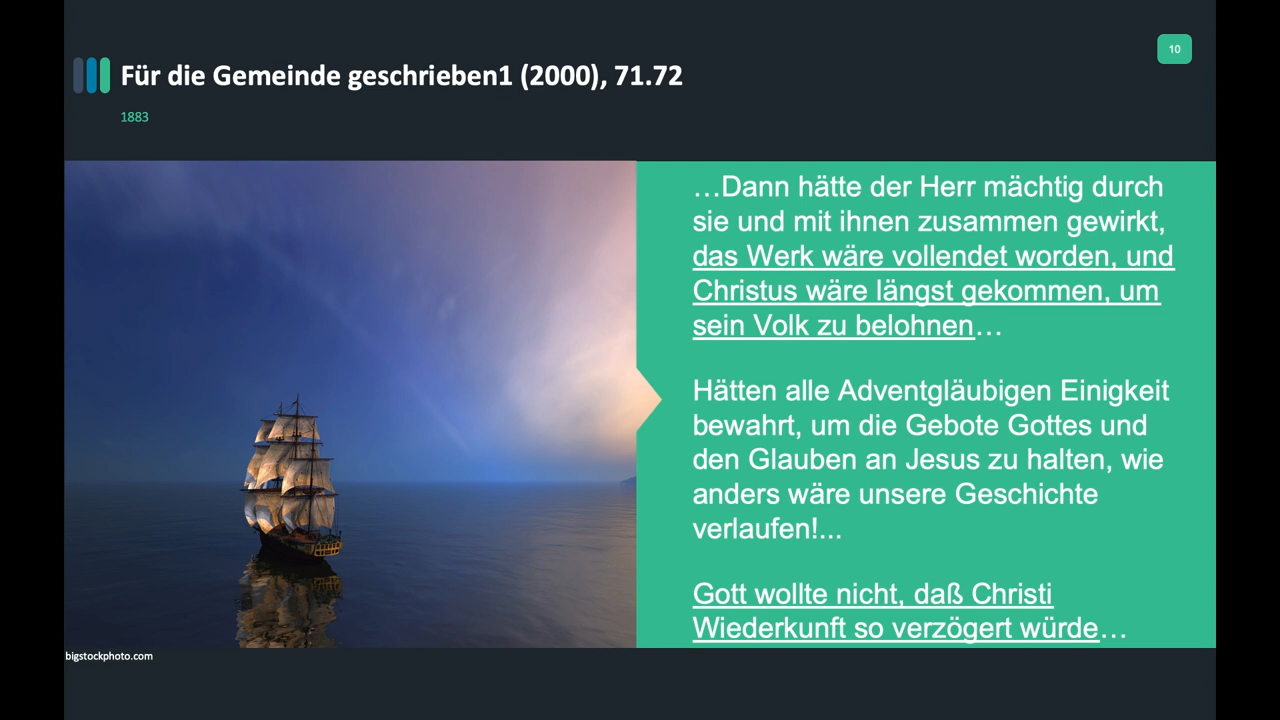 10
Für die Gemeinde geschrieben1 (2000), 71.72
1883
…Dann hätte der Herr mächtig durch
sie und mit ihnen zusammen gewirkt,
das Werk wäre vollendet worden, und
Christus wäre längst gekommen, um
sein Volk zu belohnen…
Hätten alle Adventgläubigen Einigkeit
bewahrt, um die Gebote Gottes und
den Glauben an Jesus zu halten, wie
anders wäre unsere Geschichte
verlaufen!...
Gott wollte nicht, daß Christi
Wiederkunft so verzögert würde…
bigstockphoto.com